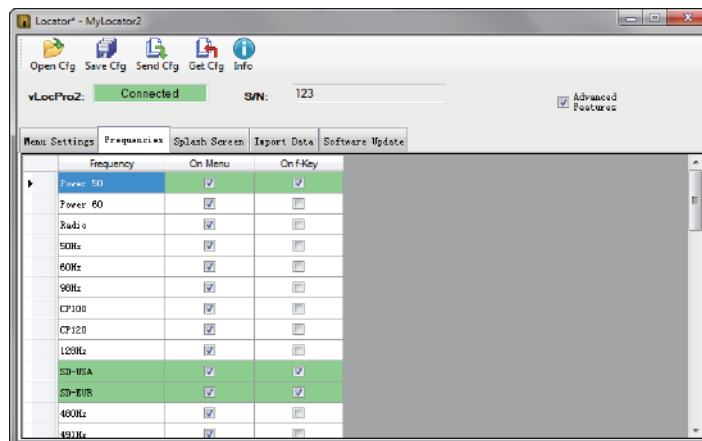 Locator* - MyLocator2
Open Cfg Save Cfg Send Cfg Get Cfg Info
vLocPro2: Connected S/N: 123
Advanced
Features
Menu Settings Frequencies Splash Screen Import Data Software Update
Frequency On Menu On f-Key
Power 50
Power 60
Radio
50Hz
60Hz
98Hz
CP100
CP120
128Hz
SD-USA
SD-EUR
480Hz
491Hz